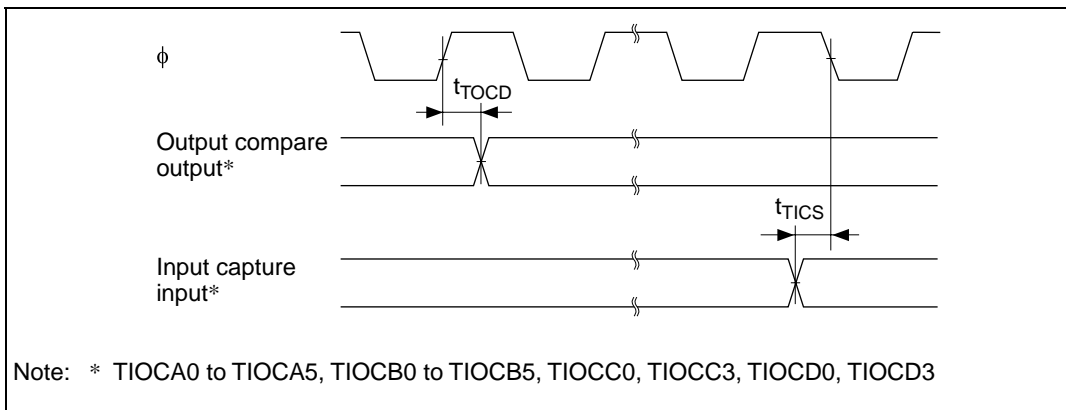 ϕ
tTOCD
Output compare
output*
tTICS
Input capture
input*
Note: * TIOCA0 to TIOCA5, TIOCB0 to TIOCB5, TIOCC0, TIOCC3, TIOCD0, TIOCD3